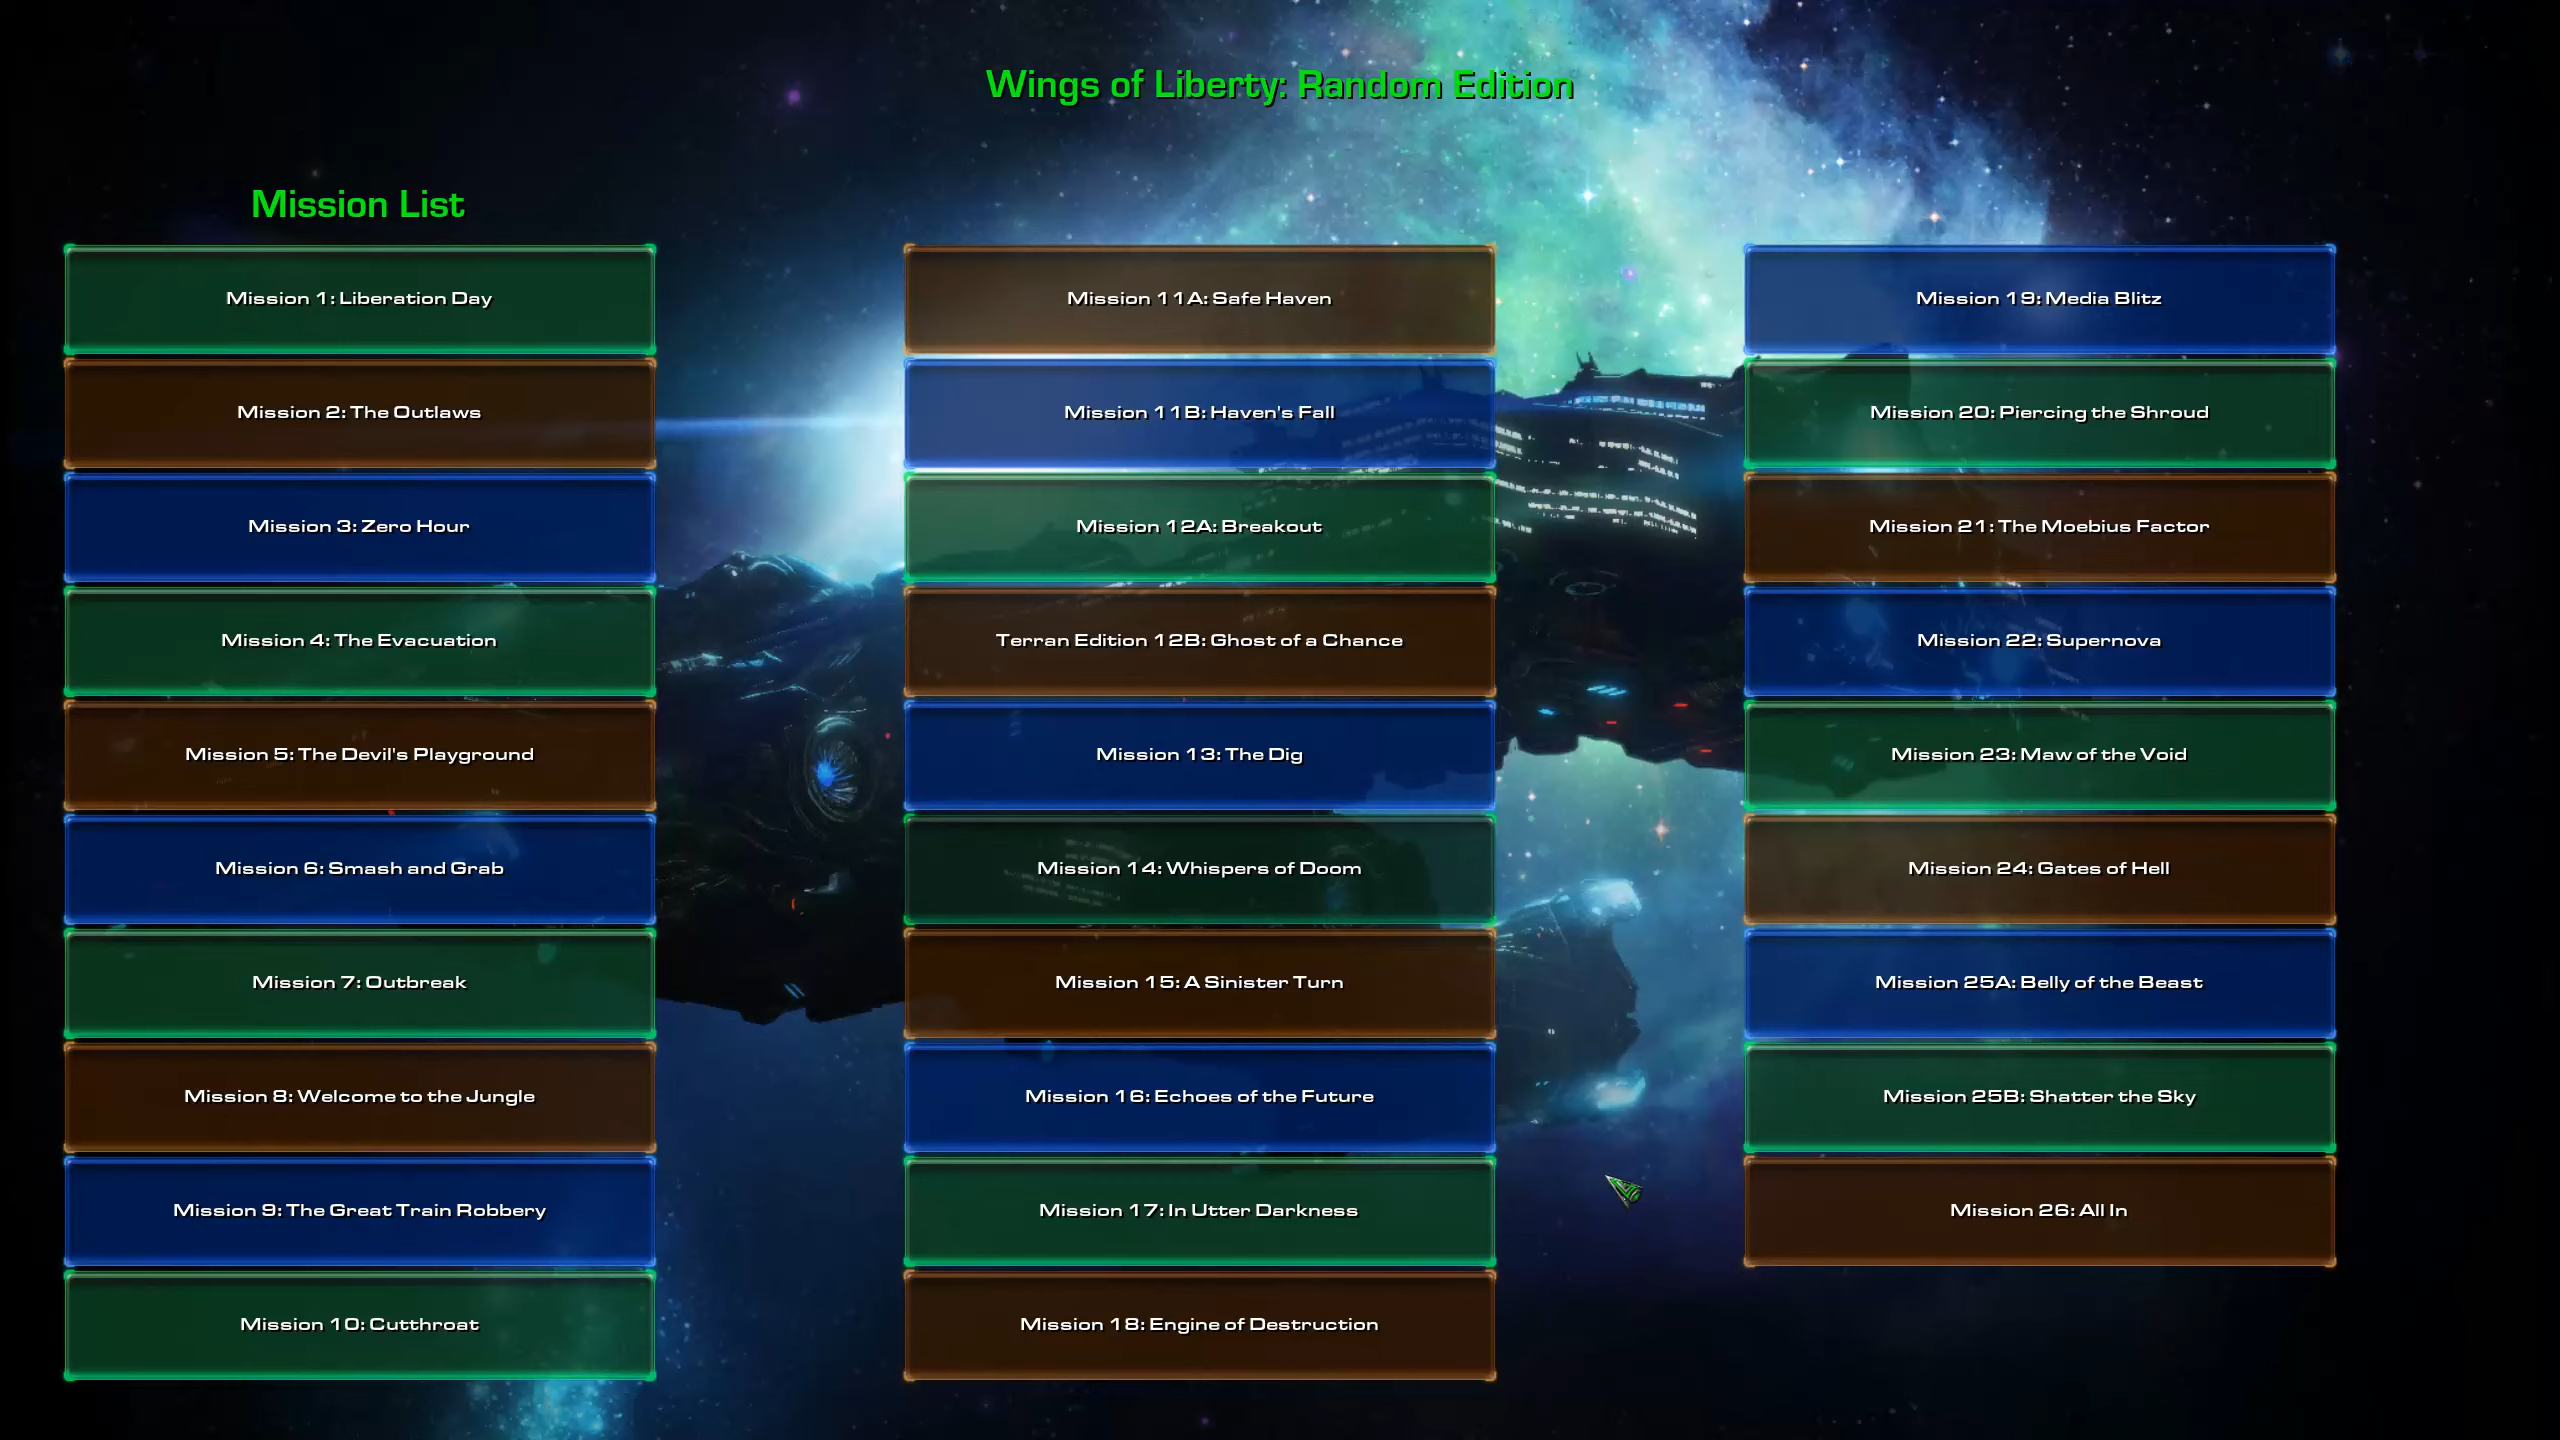 Wings of Liberty: Random Edition
Mission List
Mission 1: Liberation Day
Mission 2: The Outlaws
Mission 3: Zero Hour
Mission 4: The Evacuation
Mission 5: The Devil's Playground
Mission 6: Smash and Grab
Mission 7: Outbreak
Mission 8: Welcome to the Jungle
Mission 9: The Great Train Robbery
Mission 10: Cutthroat
Mission 11A: Safe Haven
Mission 11B: Haven's Fall
Mission 12A: Breakout
Terran Edition 12B: Ghost of a Chance
Mission 13: The Dig
Mission 14: Whispers of Doom
Mission 15: A Sinister Turn
Mission 16: Echoes of the Future
Mission 17: In Utter Darkness
Mission 18: Engine of Destruction
Mission 19: Media Blitz
Mission 20: Piercing the Shroud
Mission 21: The Moebius Factor
Mission 22: Supernova
Mission 23: Maw of the Void
Mission 24: Gates of Hell
Mission 25A: Belly of the Beast
Mission 25B: Shatter the Sky
Mission 26: All In